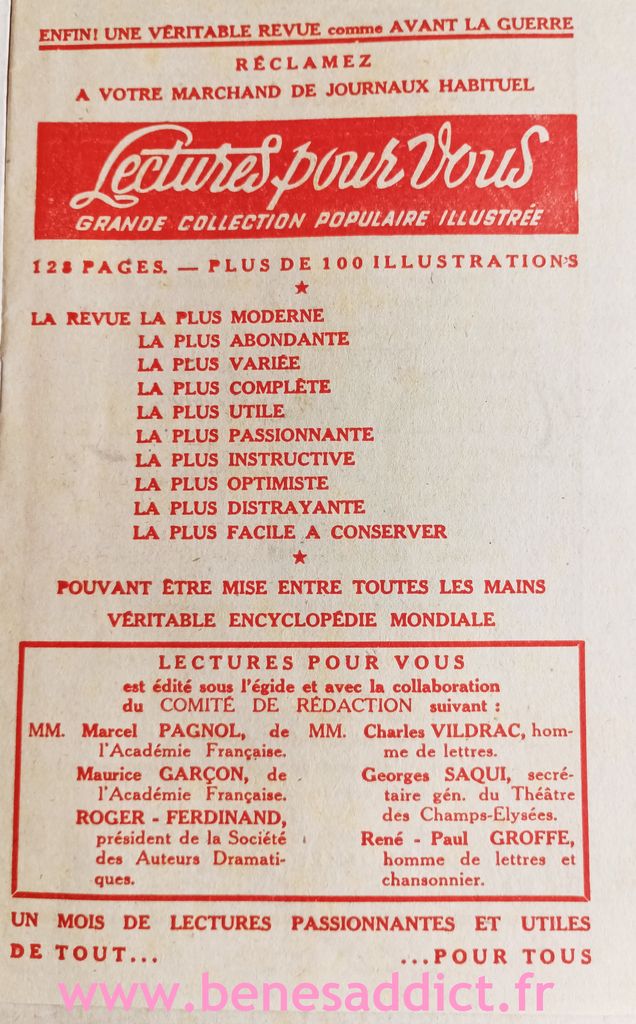 ENFIN! UNE VÉRITABLE REVUE comme AVANT LA GUERRE
RÉCLAMEZ
A VOTRE MARCHAND DE JOURNAUX HABITUEL
Lectures pour Vous
GRANDE COLLECTION POPULAIRE ILLUSTRÉE
128 PAGES. — PLUS DE 100 ILLUSTRATIONS
LA REVUE LA PLUS MODERNE
LA PLUS ABONDANTE
LA PLUS VARIÉE
LA PLUS COMPLÈTE
LA PLUS UTILE
LA PLUS PASSIONNANTE
LA PLUS INSTRUCTIVE
LA PLUS OPTIMISTE
LA PLUS DISTRAYANTE
LA PLUS FACILE A CONSERVER
POUVANT ÊTRE MISE ENTRE TOUTES LES MAINS
VÉRITABLE ENCYCLOPÉDIE MONDIALE
LECTURES POUR VOUS
est édité sous l'égide et avec la collaboration
du COMITÉ DE RÉDACTION suivant :
MM. Marcel PAGNOL, de
l'Académie Française.
Maurice GARÇON, de
l'Académie Française.
ROGER - FERDINAND,
président de la Société
des Auteurs Dramati-
ques.
MM. Charles VILDRAC, hom-
me de lettres.
Georges SAQUI, secré-
taire gén. du Théâtre
des Champs-Elysées.
René - Paul GROFFE,
homme de lettres et
chansonnier.
UN MOIS DE LECTURES PASSIONNANTES ET UTILES
DE TOUT... ...POUR TOUS
www.benesaddict.fr